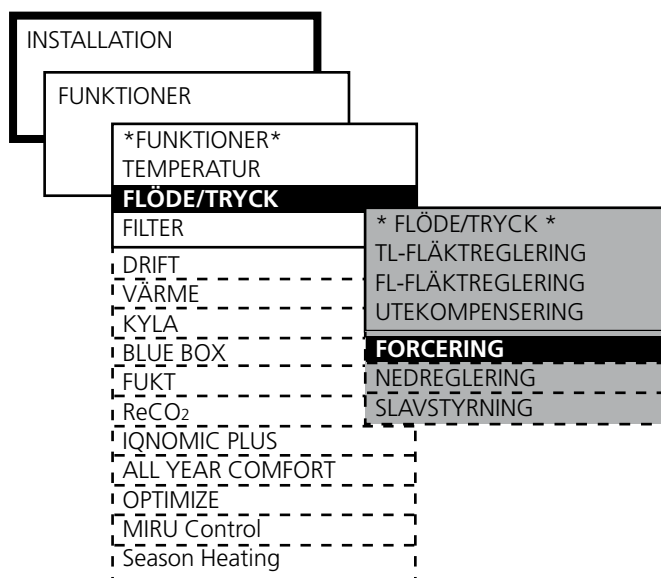 INSTALLATION
FUNKTIONER
*FUNKTIONER*
TEMPERATUR
FLÖDE/TRYCK
FILTER
DRIFT
VÄRME
KYLA
BLUE BOX
FUKT
ReCO2
IQNOMIC PLUS
ALL YEAR COMFORT
OPTIMIZE
MIRU Control
Season Heating
* FLÖDE/TRYCK *
TL-FLÄKTREGLERING
FL-FLÄKTREGLERING
UTEKOMPENSERING
FORCERING
NEDREGLERING
SLAVSTYRNING